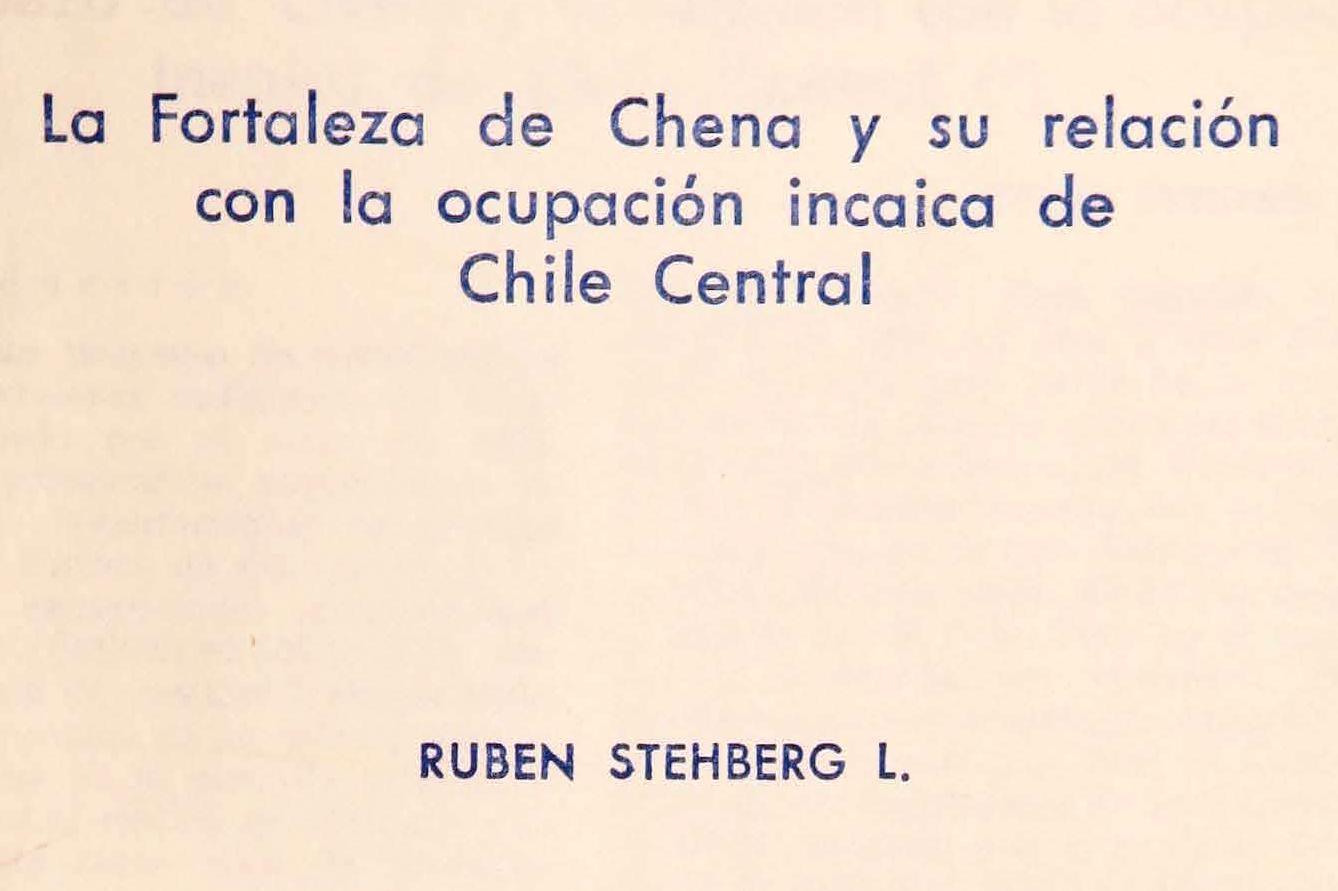 La Fortaleza de Chena y su relación
con la ocupación incaica de
Chile Central
RUBEN STEHBERG L.